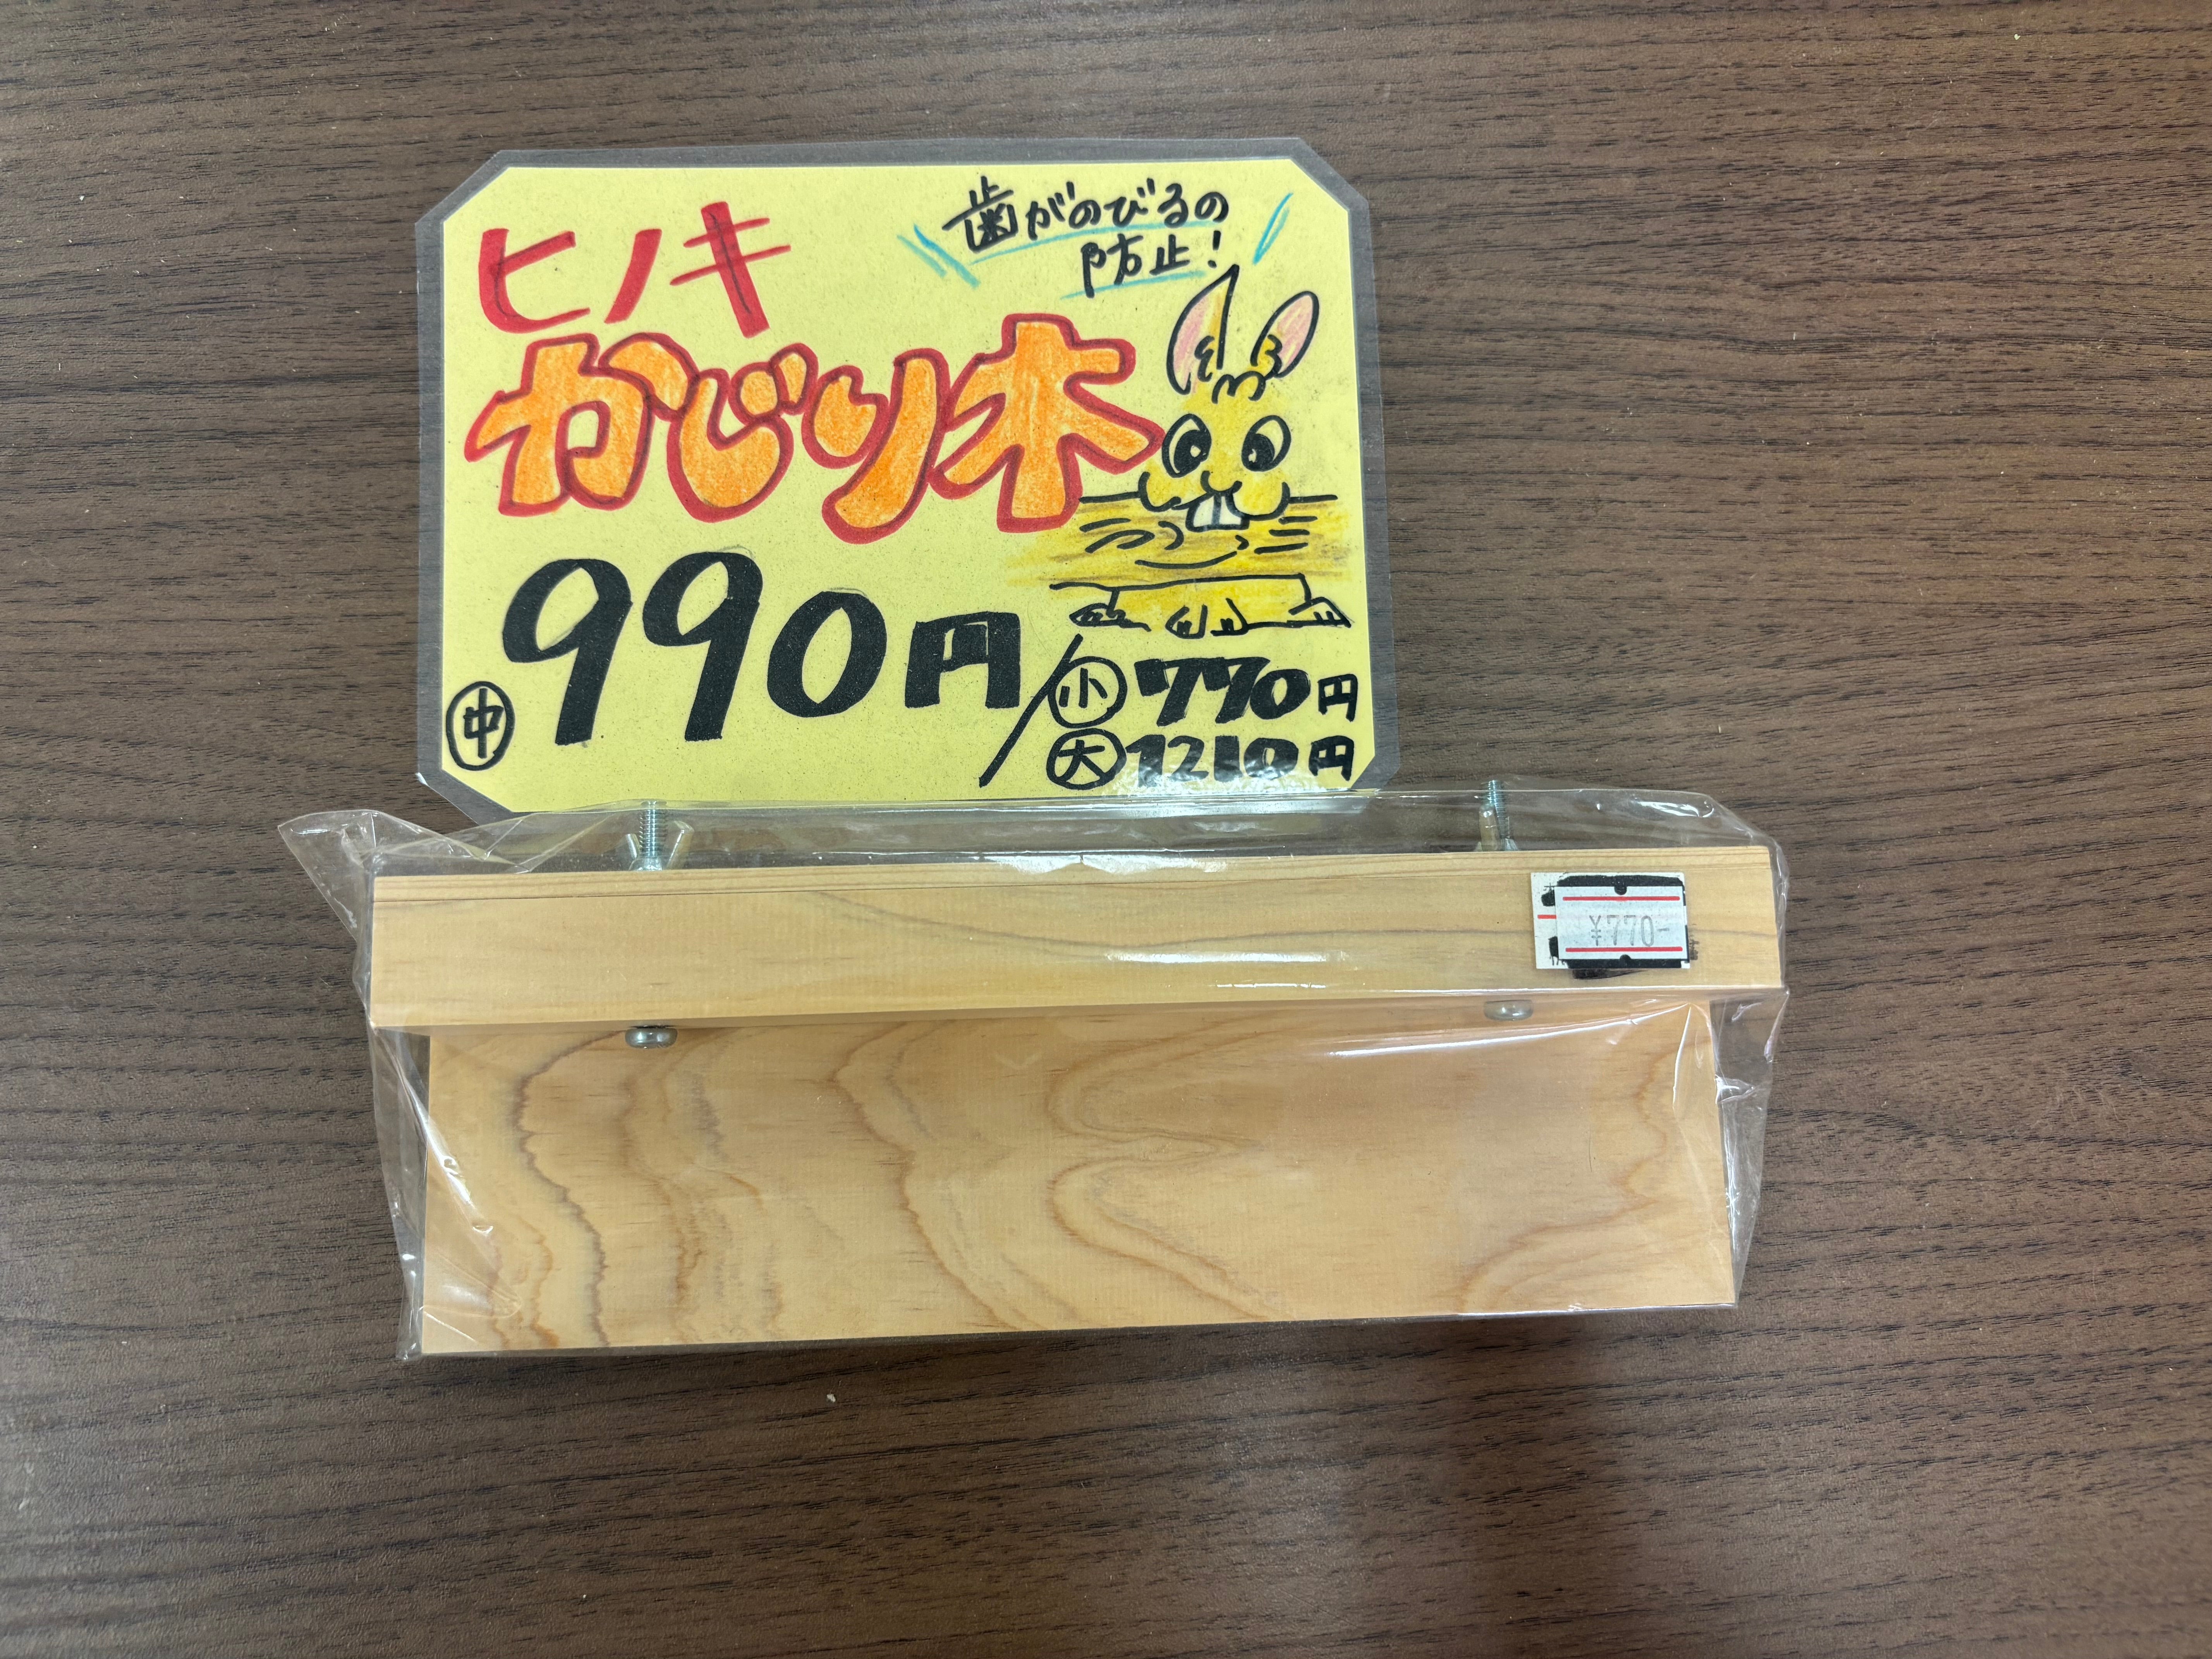 歯がのびるの
防止!
ヒノキ
かじり木
㊥ 990円/
㊤小 770円
大 1210円
¥770-